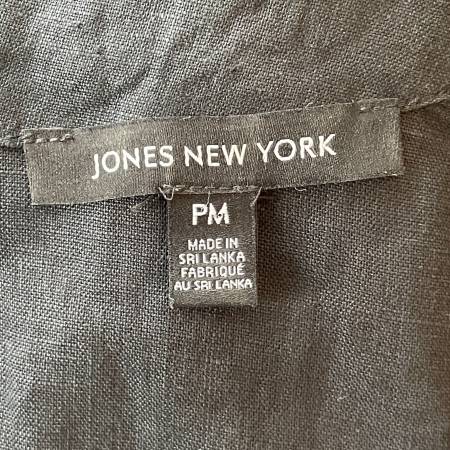 JONES NEW YORK
PM
MADE IN
SRI LANKA
FABRIQUÉ
AU SRI LANKA